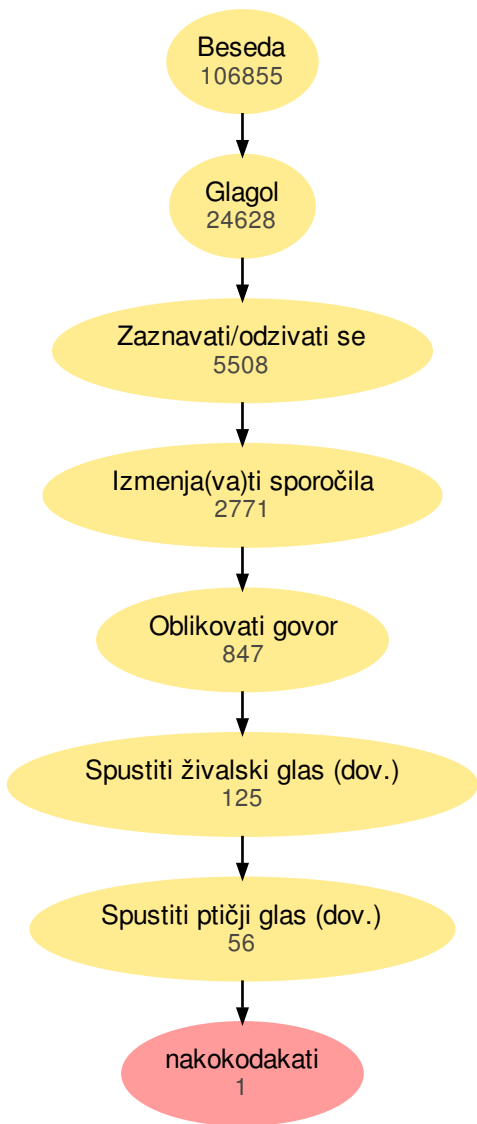 Beseda
106855
Glagol
24628
Zaznavati/odzivati se
5508
Izmenja(va)ti sporočila
2771
Oblikovati govor
847
Spustiti živalski glas (dov.)
125
Spustiti ptičji glas (dov.)
56
nakokodakati
1